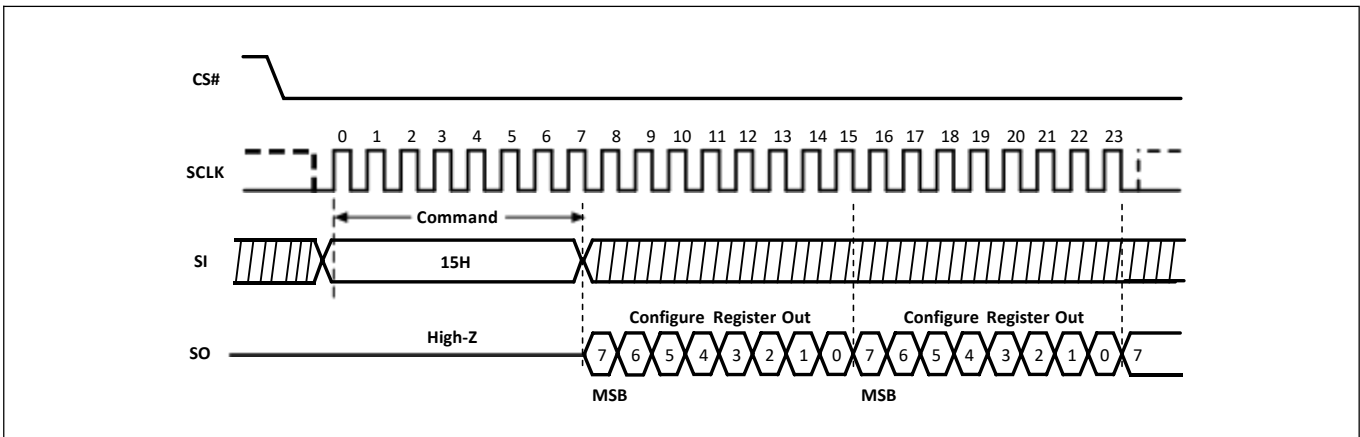 CS#
0 1 2 3 4 5 6 7 8 9 10 11 12 13 14 15 16 17 18 19 20 21 22 23
SCLK
Command
SI
15H
Configure Register Out Configure Register Out
High-Z
SO
7 6 5 4 3 2 1 0 7 6 5 4 3 2 1 0 7
MSB MSB